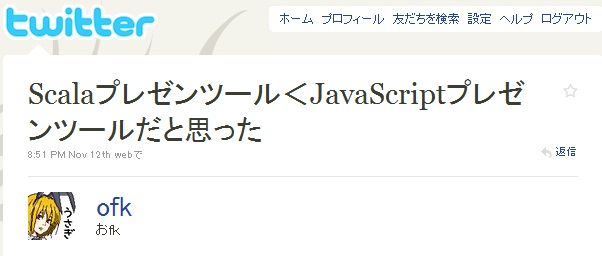 twitter
ホーム プロフィール 友だちを検索 設定 ヘルプ ログアウト
Scalaプレゼンツール＜JavaScriptプレゼ
ンツールだと思った
8:51 PM Nov 12th webで
返信
うさぎ
ofk
おfk